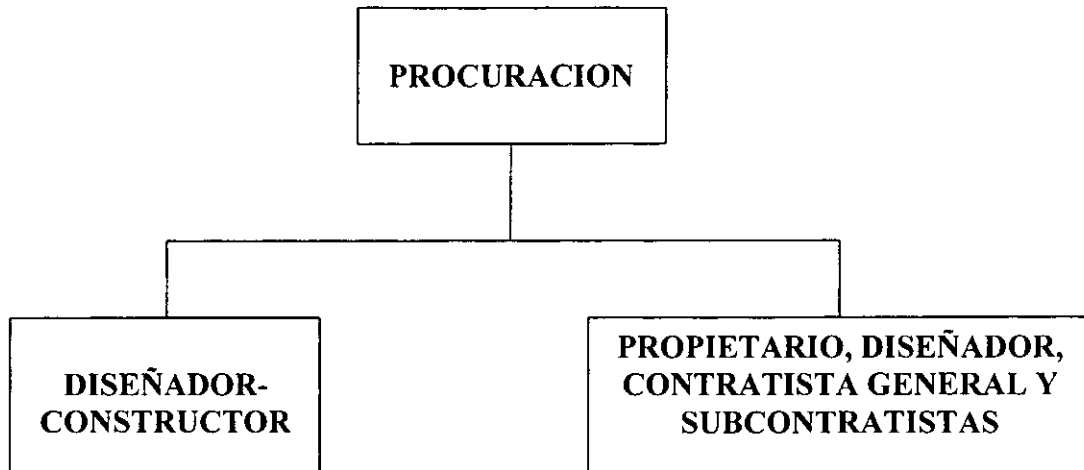 PROCURACION
DISEÑADOR-
CONSTRUCTOR
PROPIETARIO, DISEÑADOR,
CONTRATISTA GENERAL Y
SUBCONTRATISTAS